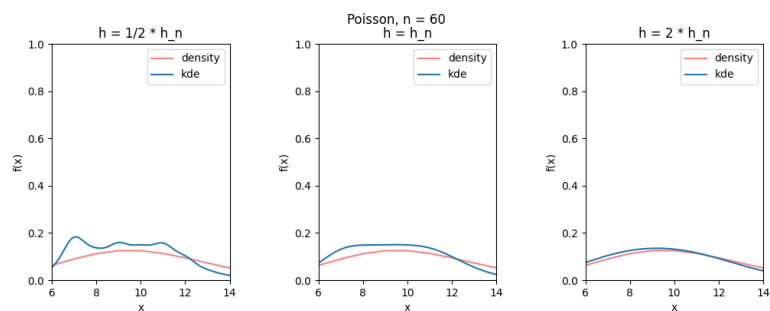 Poisson, n = 60
h = 1/2 * h_n
h = h_n
h = 2 * h_n
density
kde
density
kde
density
kde
f(x)
1.0
0.8
0.6
0.4
0.2
0.0
6 8 10 12 14
x
f(x)
1.0
0.8
0.6
0.4
0.2
0.0
6 8 10 12 14
x
f(x)
1.0
0.8
0.6
0.4
0.2
0.0
6 8 10 12 14
x